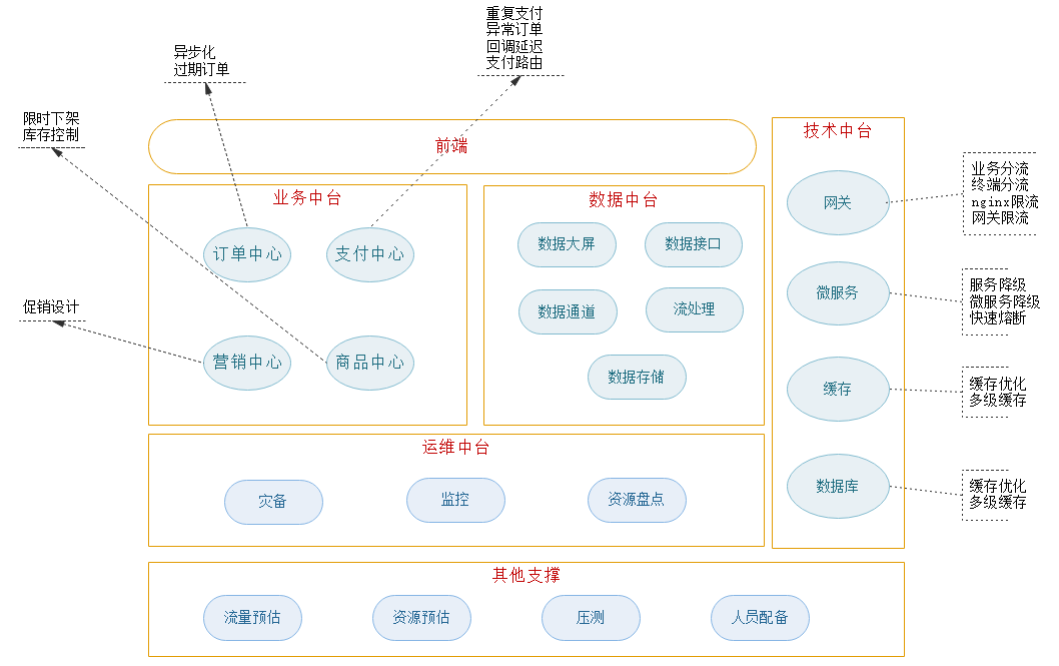 重复支付
异常订单
回调延迟
支付路由
异步化
过期订单
限时下架
库存控制
促销设计
前端
业务中台
订单中心
支付中心
营销中心
商品中心
数据中台
数据大屏
数据接口
数据通道
流处理
数据存储
技术中台
网关
微服务
缓存
数据库
业务分流
终端分流
nginx限流
网关限流
服务降级
微服务降级
快速熔断
缓存优化
多级缓存
缓存优化
多级缓存
运维中台
灾备
监控
资源盘点
其他支撑
流量预估
资源预估
压测
人员配备